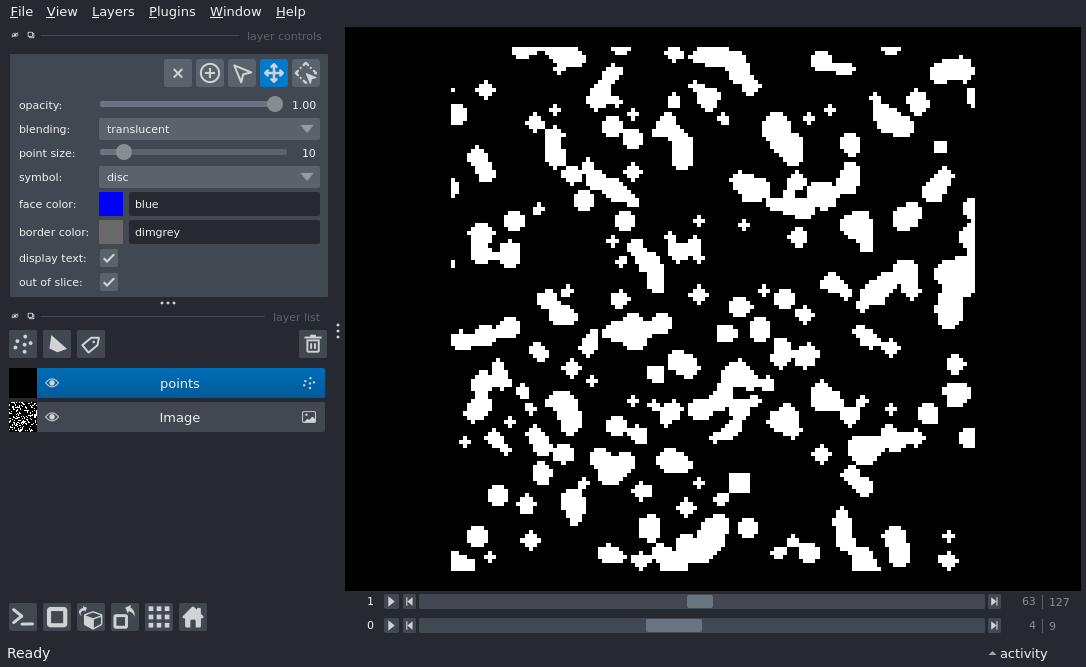 File View Layers Plugins Window Help
layer controls
opacity: 1.00
blending: translucent
point size: 10
symbol: disc
face color: blue
border color: dimgrey
display text:
out of slice:
layer list
points
Image
1 63 127
0 4 9
Ready activity